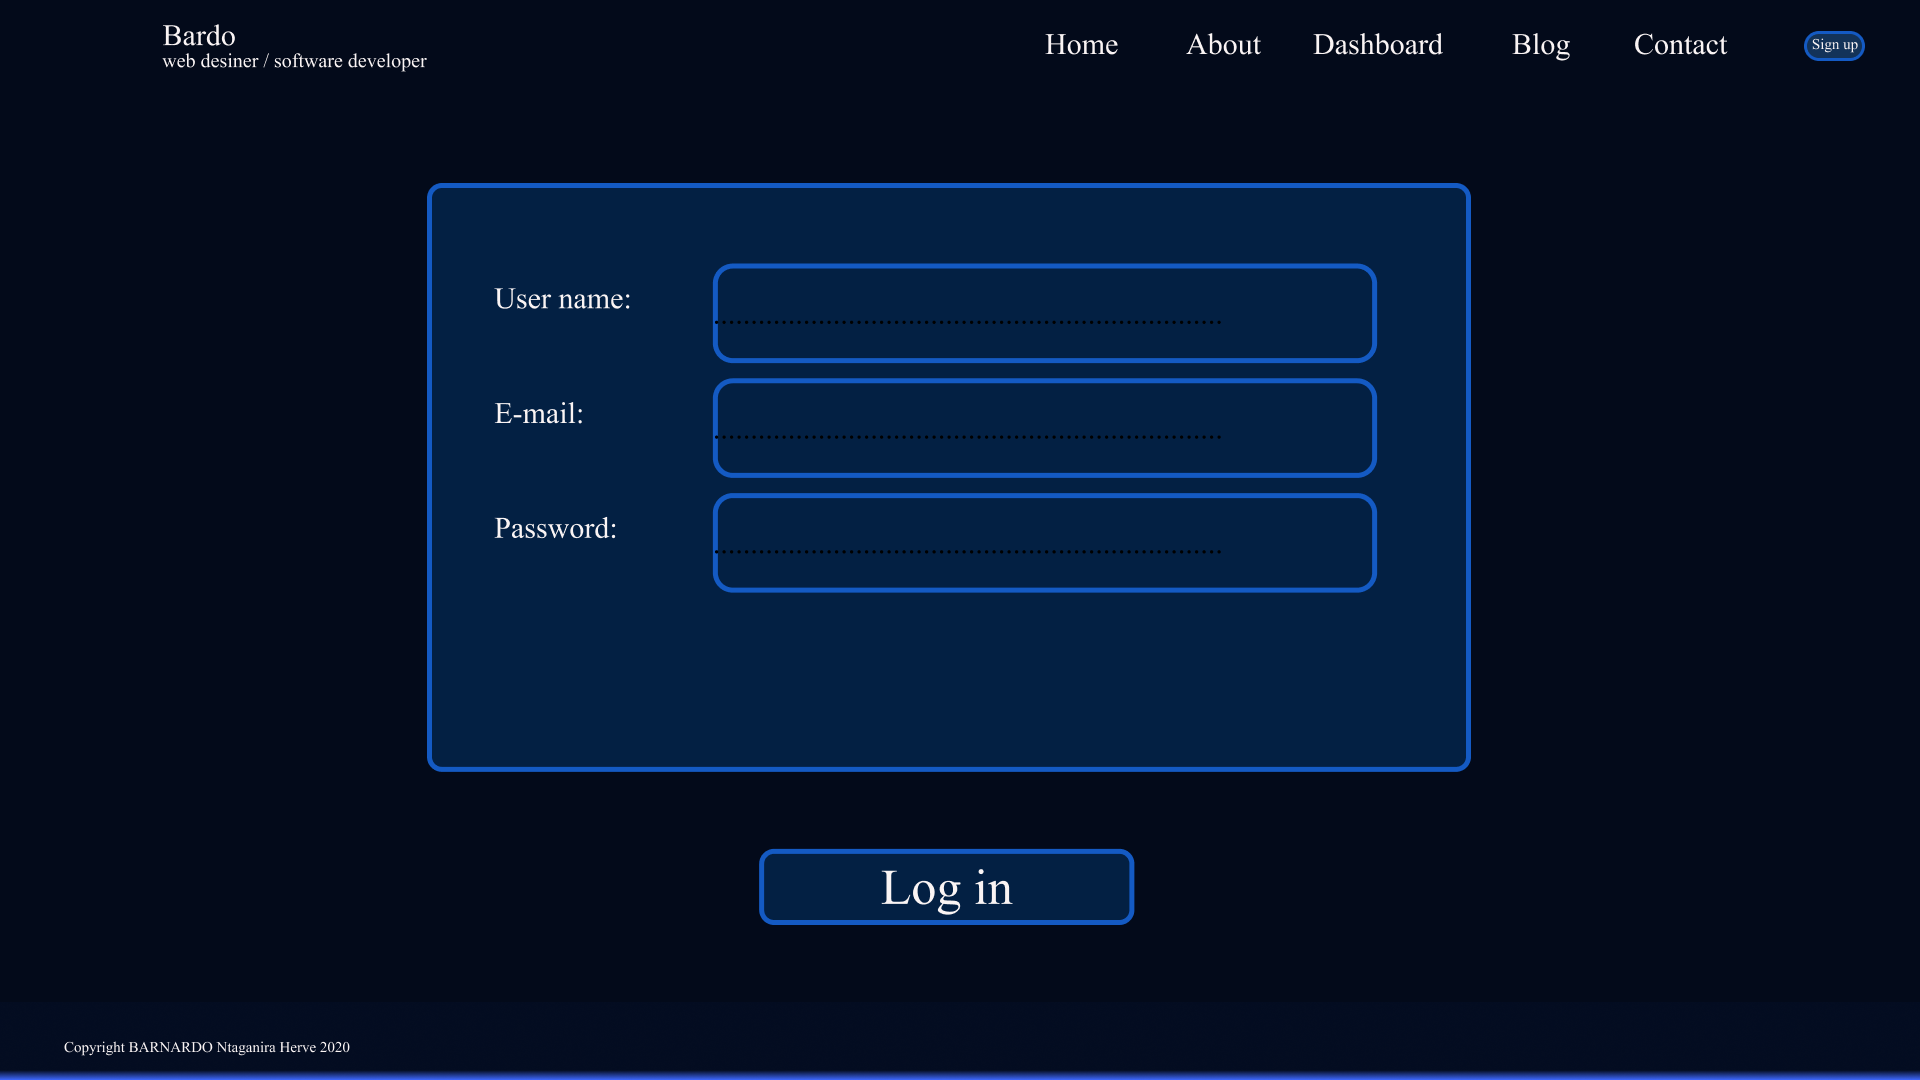 Bardo
web desiner / software developer
Home About Dashboard Blog Contact Sign up
User name:
....................................................................
E-mail:
....................................................................
Password:
....................................................................
Log in
Copyright BARNARDO Ntaganira Herve 2020